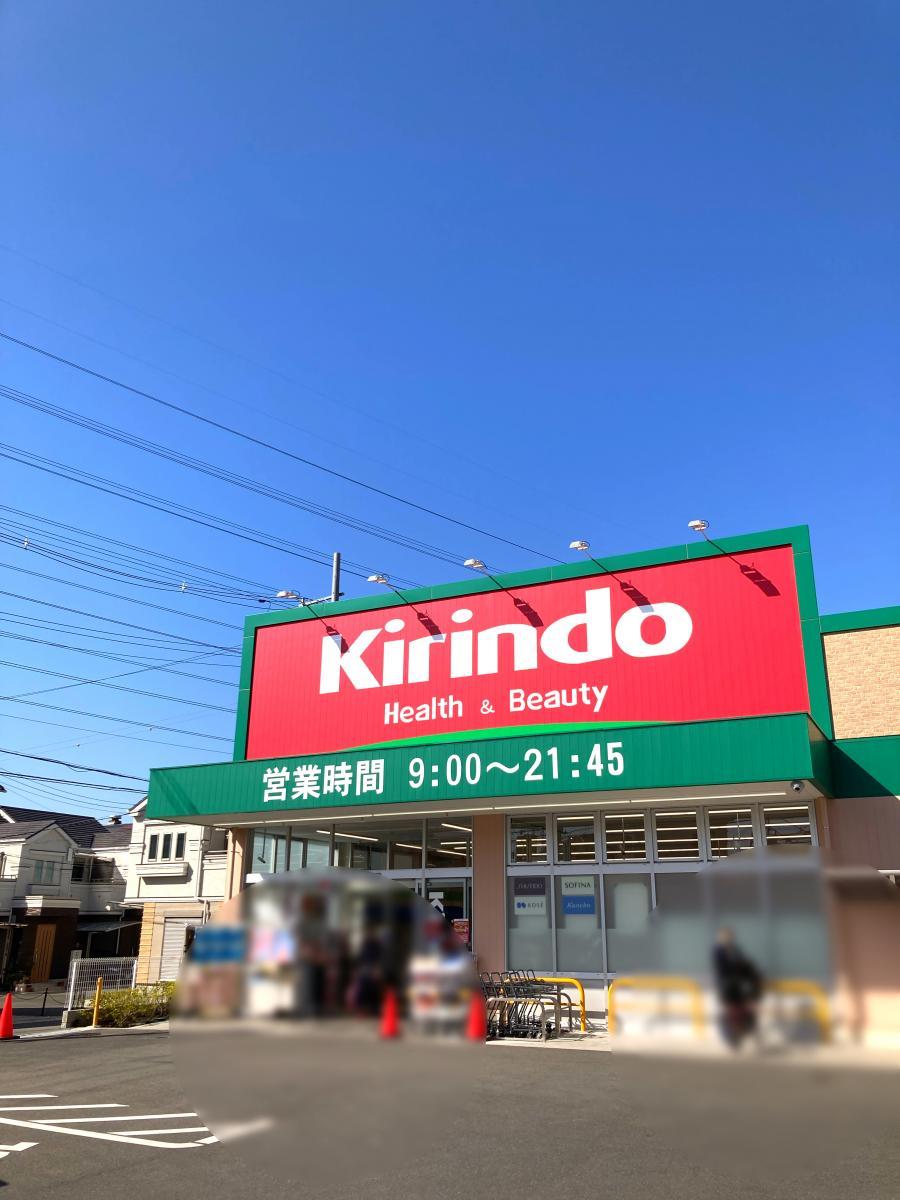 Kirindo
Health & Beauty
営業時間 9:00〜21:45
SHISEIDO
KOSÉ
SOFINA
Kanebo